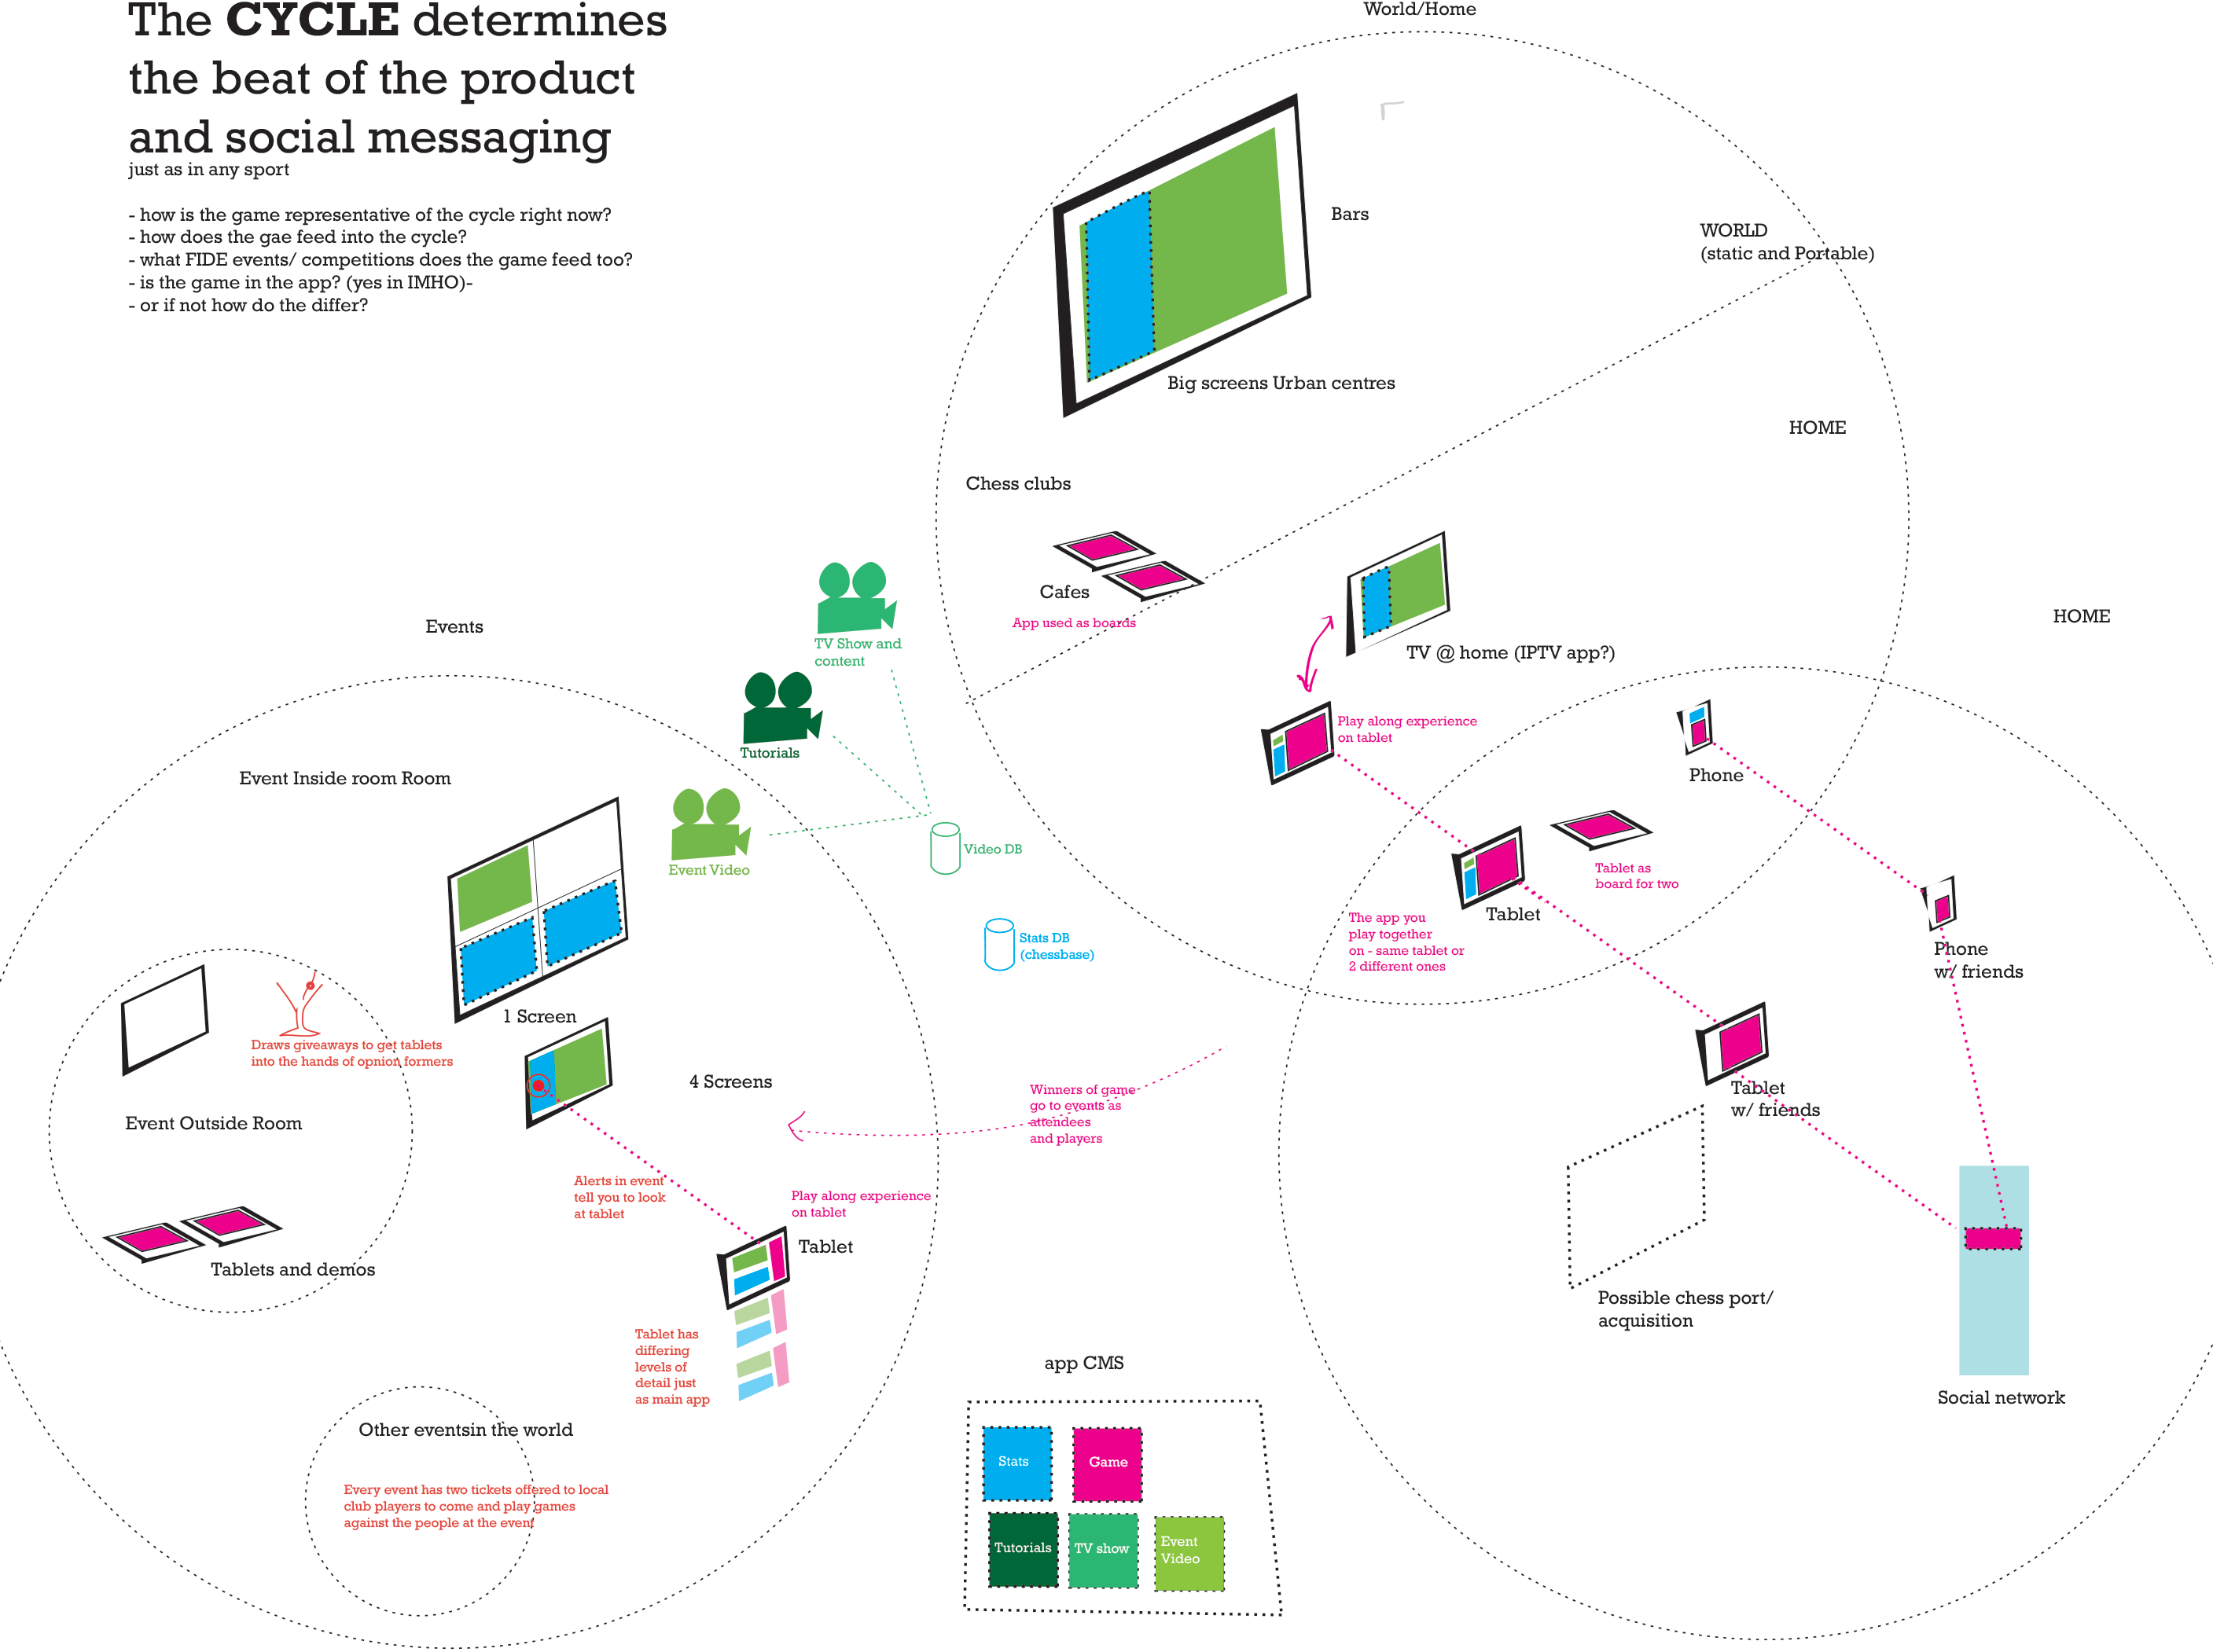 The CYCLE determines
the beat of the product
and social messaging
just as in any sport
- how is the game representative of the cycle right now?
- how does the gae feed into the cycle?
- what FIDE events/ competitions does the game feed too?
- is the game in the app? (yes in IMHO)-
- or if not how do the differ?
World/Home
Bars
WORLD
(static and Portable)
Big screens Urban centres
HOME
Chess clubs
Cafes
App used as boards
TV @ home (IPTV app?)
HOME
Play along experience
on tablet
Phone
Tablet as
board for two
Tablet
The app you
play together
on - same tablet or
2 different ones
Phone
w/ friends
Tablet
w/ friends
Possible chess port/
acquisition
Social network
Events
TV Show and
content
Tutorials
Event Video
Video DB
Stats DB
(chessbase)
Event Inside room Room
1 Screen
Draws giveaways to get tablets
into the hands of opnion formers
4 Screens
Event Outside Room
Winners of game
go to events as
attendees
and players
Alerts in event
tell you to look
at tablet
Play along experience
on tablet
Tablet
Tablets and demos
Tablet has
differing
levels of
detail just
as main app
Other eventsin the world
Every event has two tickets offered to local
club players to come and play games
against the people at the event
app CMS
Stats
Game
Tutorials
TV show
Event
Video